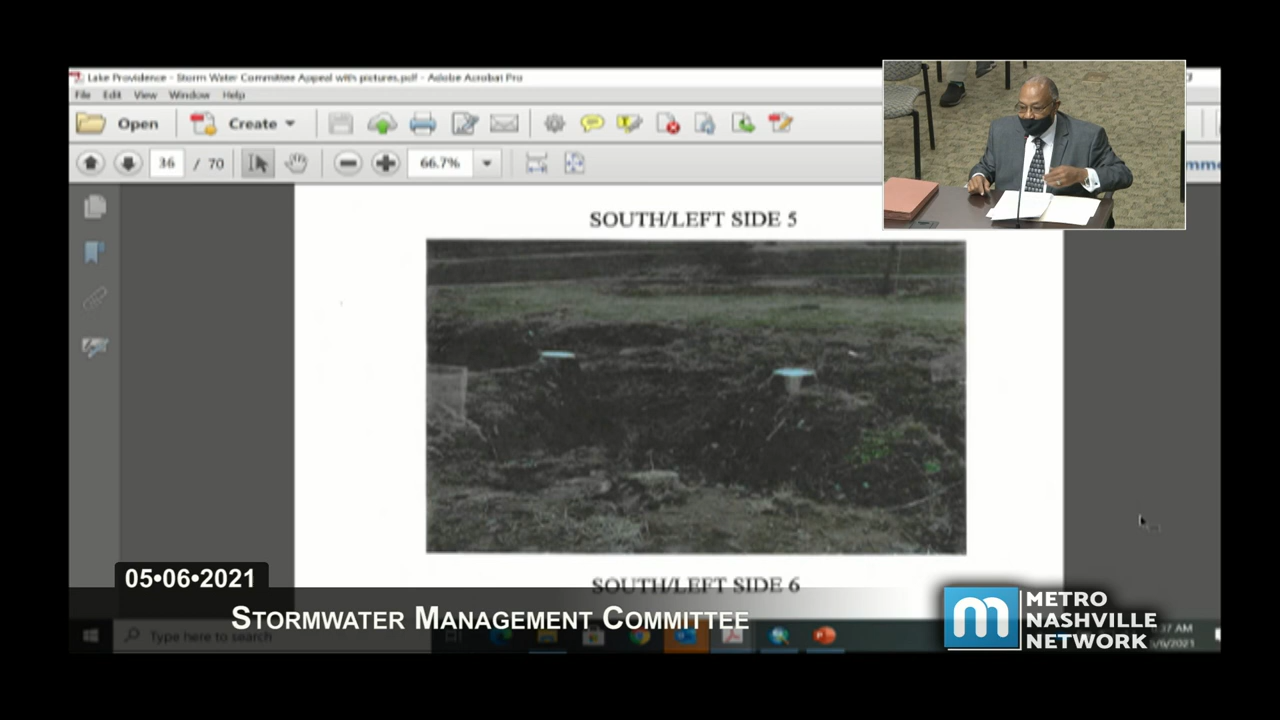 Lake Providence - Storm Water Committee Appeal with pictures.pdf - Adobe Acrobat Pro
File Edit View Window Help
Open Create
36 / 70 66.7%
SOUTH/LEFT SIDE 5
SOUTH/LEFT SIDE 6
05•06•2021
STORMWATER MANAGEMENT COMMITTEE
Type here to search
m METRO
NASHVILLE
NETWORK